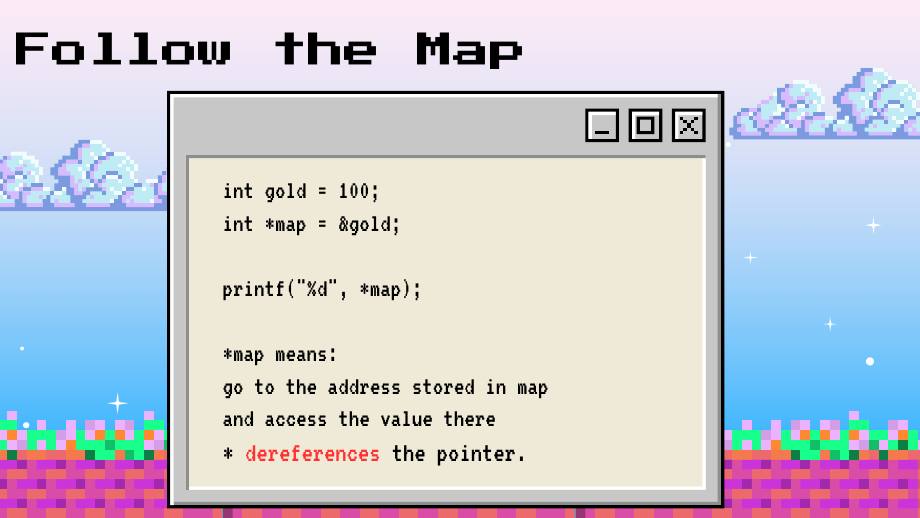 Follow the Map
int gold = 100;
int *map = &gold;
printf("%d", *map);
*map means:
go to the address stored in map
and access the value there
* dereferences the pointer.